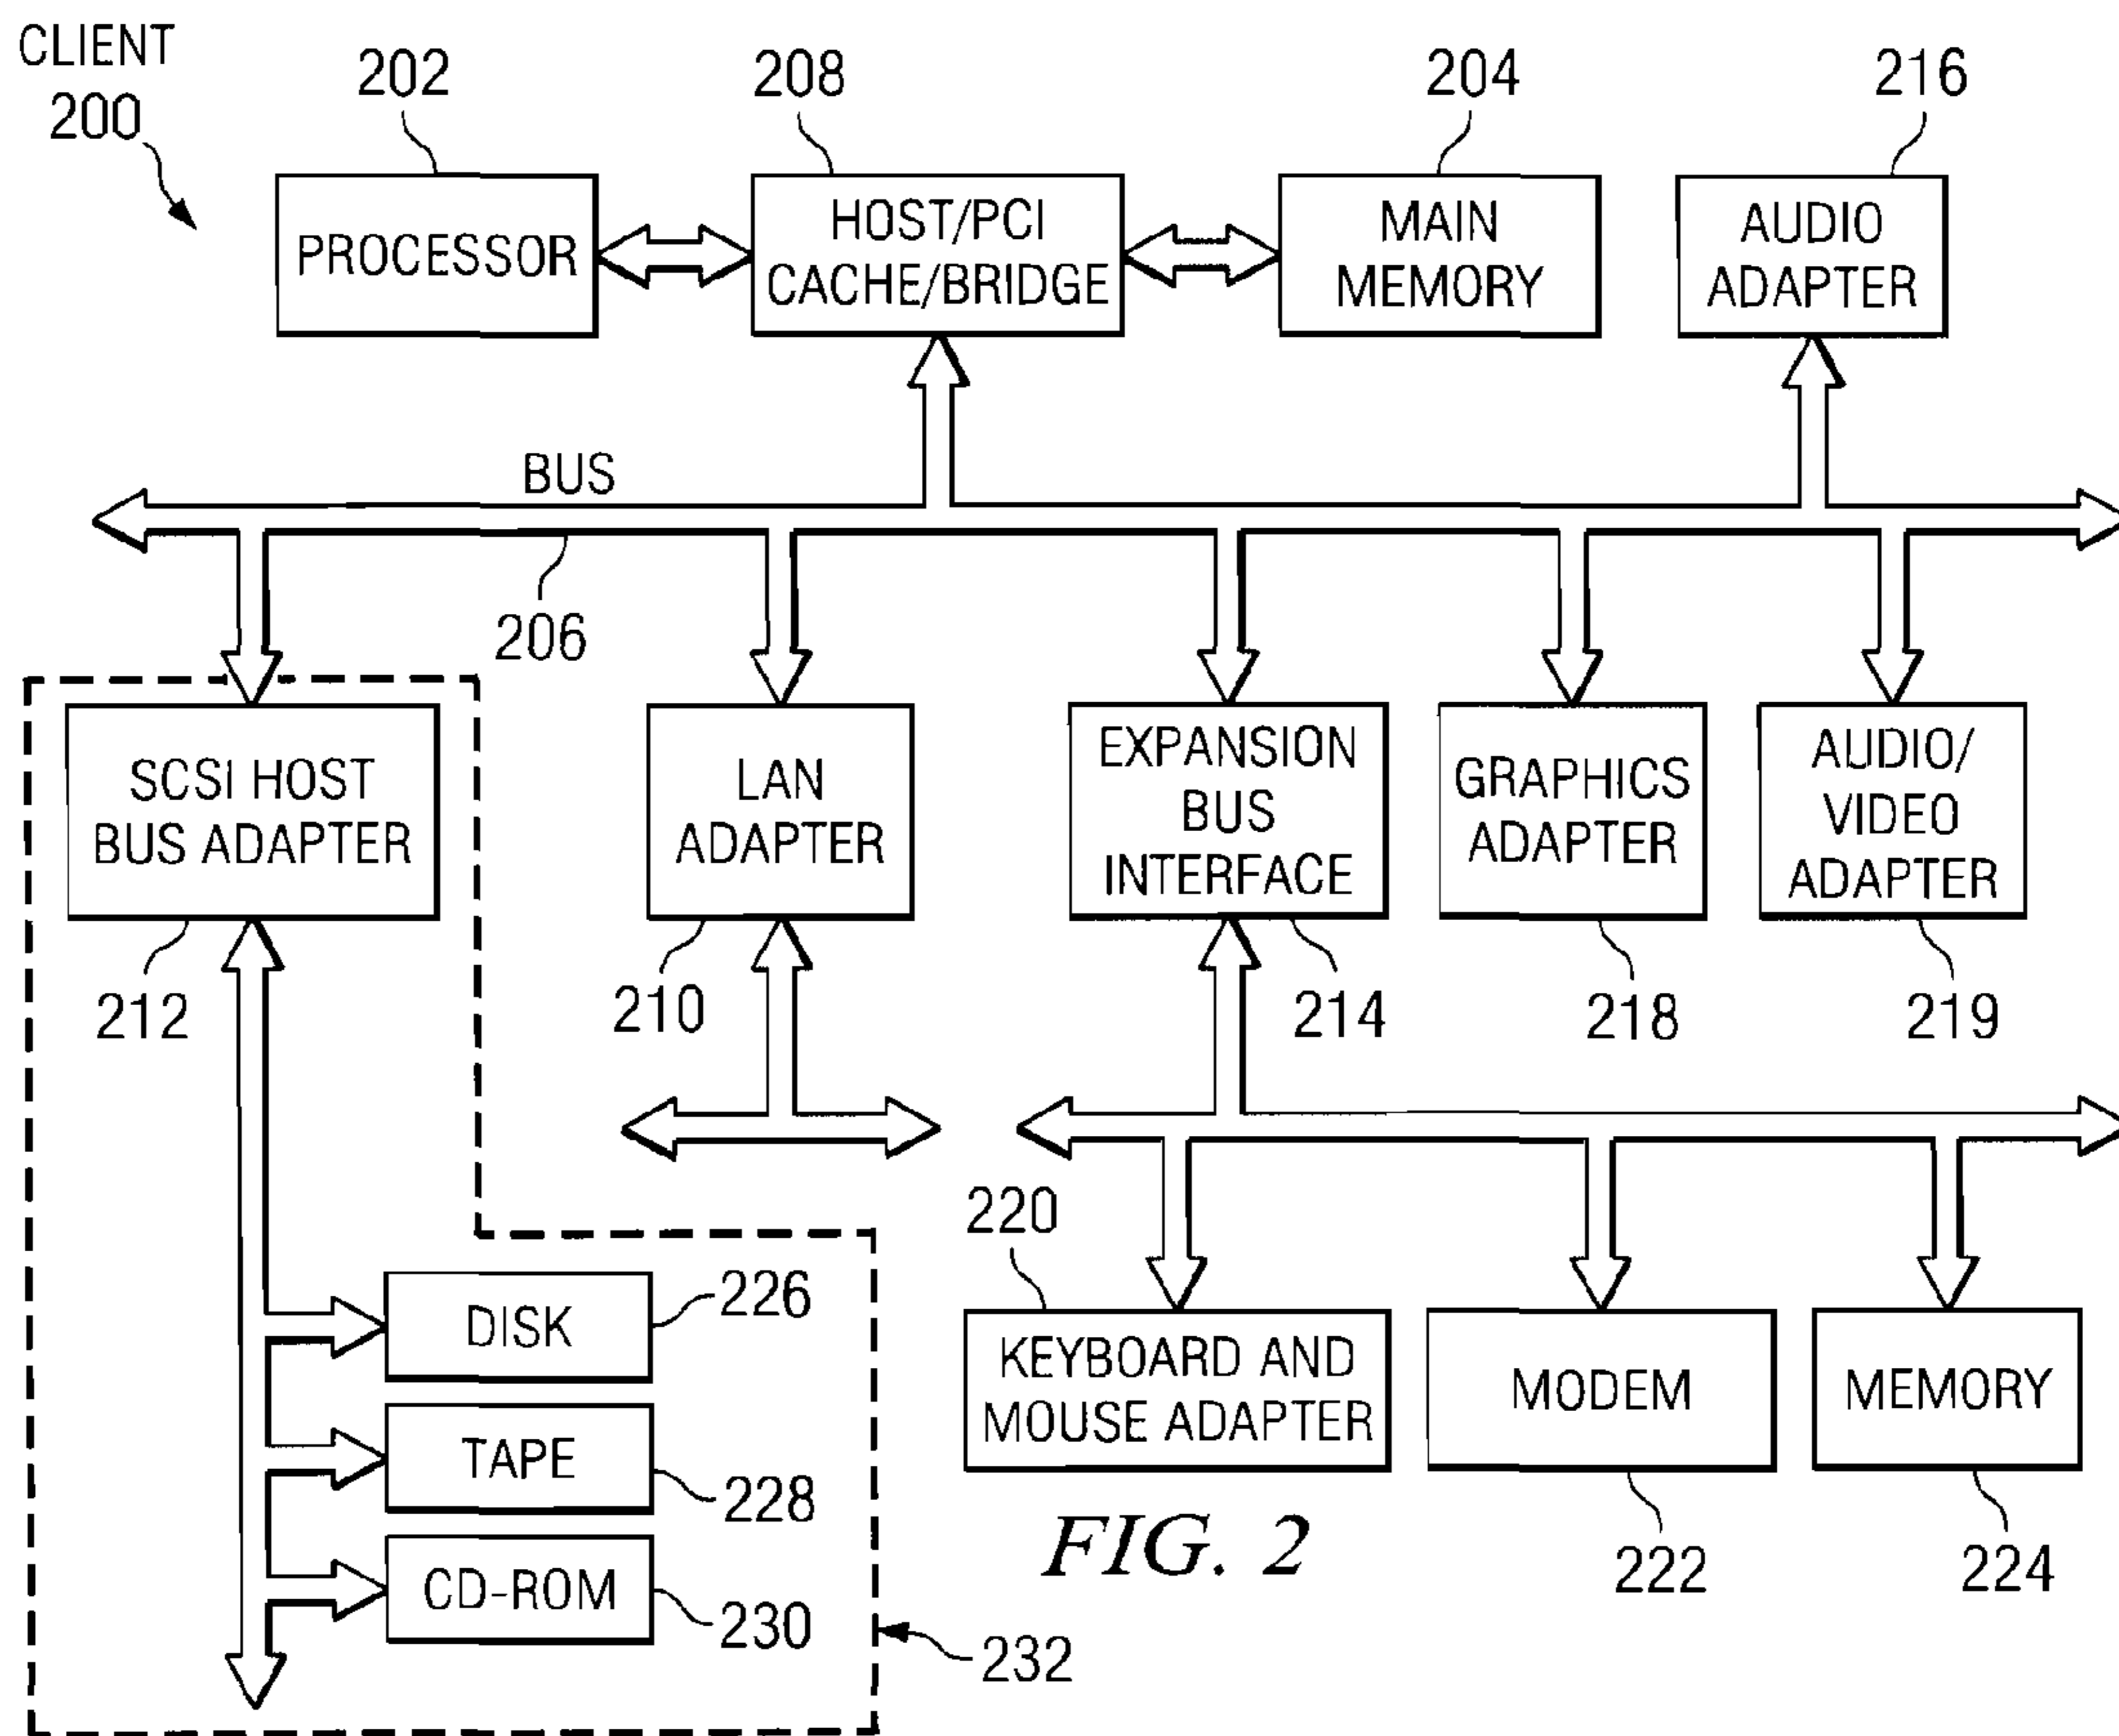 CLIENT
200
202
208
204
216
PROCESSOR
HOST/PCI
CACHE/BRIDGE
MAIN
MEMORY
AUDIO
ADAPTER
BUS
206
SCSI HOST
BUS ADAPTER
LAN
ADAPTER
EXPANSION
BUS
INTERFACE
GRAPHICS
ADAPTER
AUDIO/
VIDEO
ADAPTER
212
210
214
218
219
220
DISK
226
TAPE
228
CD-ROM
230
232
KEYBOARD AND
MOUSE ADAPTER
MODEM
MEMORY
222
224
FIG. 2